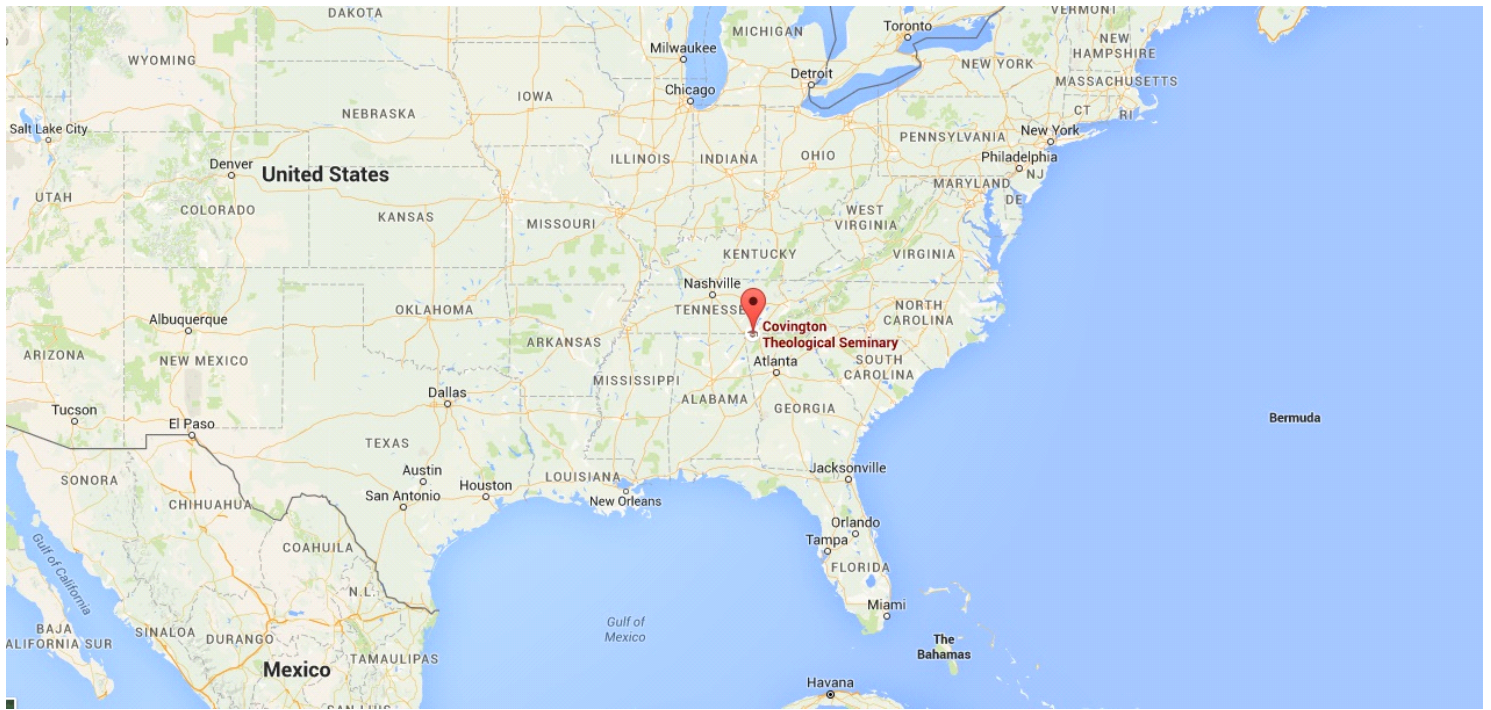 DAKOTA
MICHIGAN
VERMONT
Toronto
NEW
HAMPSHIRE
Milwaukee
WYOMING
NEW YORK
Detroit
MASSACHUSETTS
Chicago
IOWA
NEBRASKA
CT
RI
Salt Lake City
PENNSYLVANIA
New York
Denver
United States
ILLINOIS
INDIANA
OHIO
Philadelphia
NJ
UTAH
MARYLAND
DE
COLORADO
KANSAS
MISSOURI
WEST
VIRGINIA
KENTUCKY
VIRGINIA
Nashville
TENNESSE
NORTH
CAROLINA
Albuquerque
OKLAHOMA
Covington
Theological Seminary
ARKANSAS
ARIZONA
NEW MEXICO
Atlanta
SOUTH
CAROLINA
MISSISSIPPI
Dallas
ALABAMA
GEORGIA
Tucson
El Paso
Bermuda
TEXAS
Austin
Jacksonville
SONORA
LOUISIANA
Houston
San Antonio
New Orleans
CHIHUAHUA
Orlando
Tampa
COAHUILA
FLORIDA
Gulf of California
N.L.
Miami
Gulf of
Mexico
BAJA
ALIFORNIA SUR
SINALOA
DURANGO
The
Bahamas
Mexico
TAMAULIPAS
Havana
SAN LUIS